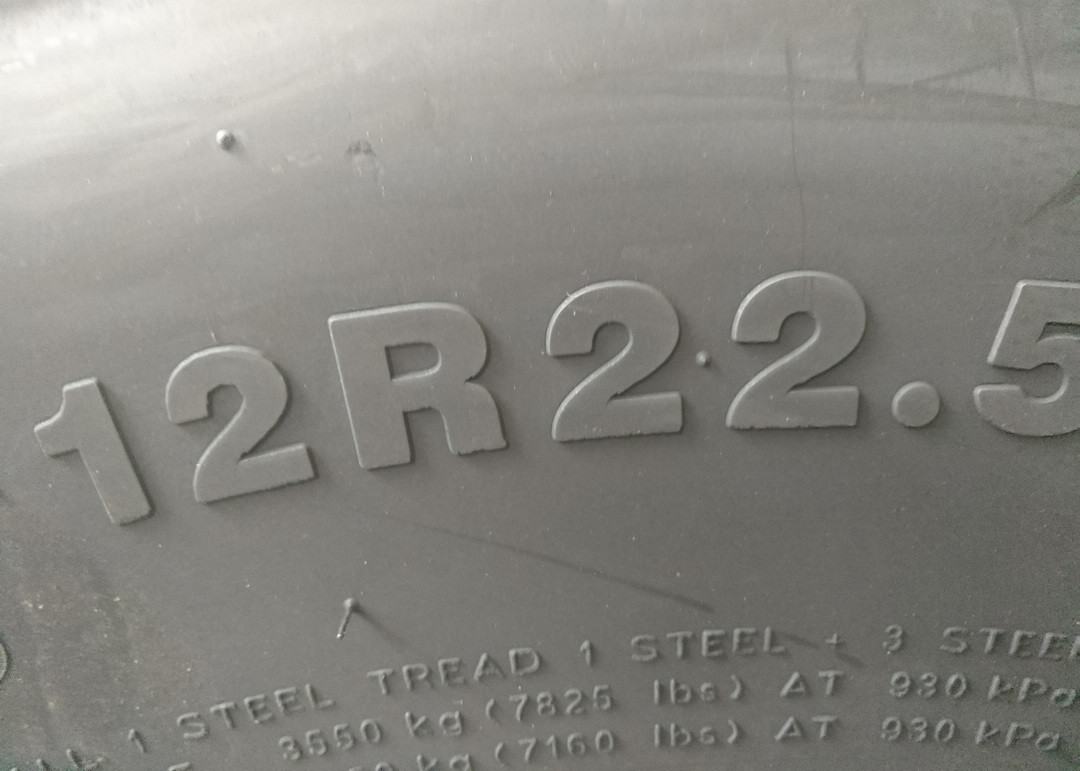 12R22.5
1 STEEL TREAD 1 STEEL + 3 STEEL
3550 kg (7825 lbs) AT 930 kPa
kg (7160 lbs) AT 930 kPa